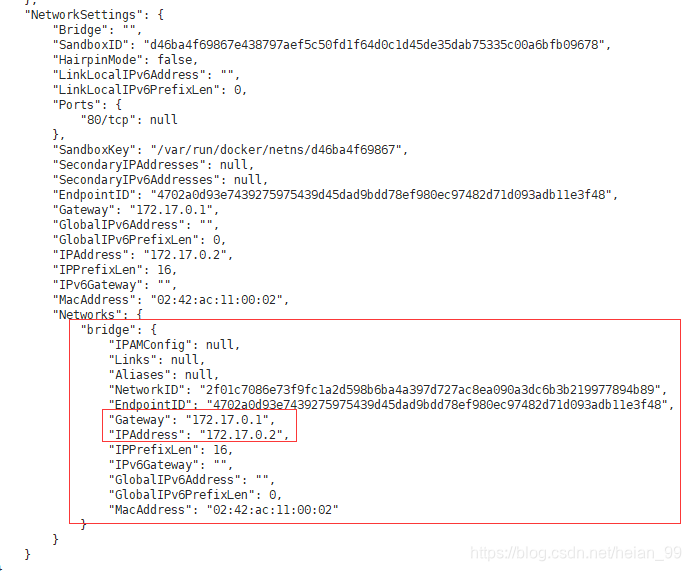 },
"NetworkSettings": {
"Bridge": "",
"SandboxID": "d46ba4f69867e438797aef5c50fd1f64d0c1d45de35dab75335c00a6bfb09678",
"HairpinMode": false,
"LinkLocalIPv6Address": "",
"LinkLocalIPv6PrefixLen": 0,
"Ports": {
"80/tcp": null
},
"SandboxKey": "/var/run/docker/netns/d46ba4f69867",
"SecondaryIPAddresses": null,
"SecondaryIPv6Addresses": null,
"EndpointID": "4702a0d93e7439275975439d45dad9bdd78ef980ec97482d71d093adb11e3f48",
"Gateway": "172.17.0.1",
"GlobalIPv6Address": "",
"GlobalIPv6PrefixLen": 0,
"IPAddress": "172.17.0.2",
"IPPrefixLen": 16,
"IPv6Gateway": "",
"MacAddress": "02:42:ac:11:00:02",
"Networks": {
"bridge": {
"IPAMConfig": null,
"Links": null,
"Aliases": null,
"NetworkID": "2f01c7086e73f9fc1a2d598b6ba4a397d727ac8ea090a3dc6b3b219977894b89",
"EndpointID": "4702a0d93e7439275975439d45dad9bdd78ef980ec97482d71d093adb11e3f48",
"Gateway": "172.17.0.1",
"IPAddress": "172.17.0.2",
"IPPrefixLen": 16,
"IPv6Gateway": "",
"GlobalIPv6Address": "",
"GlobalIPv6PrefixLen": 0,
"MacAddress": "02:42:ac:11:00:02"
}
}
}
https://blog.csdn.net/heian_99